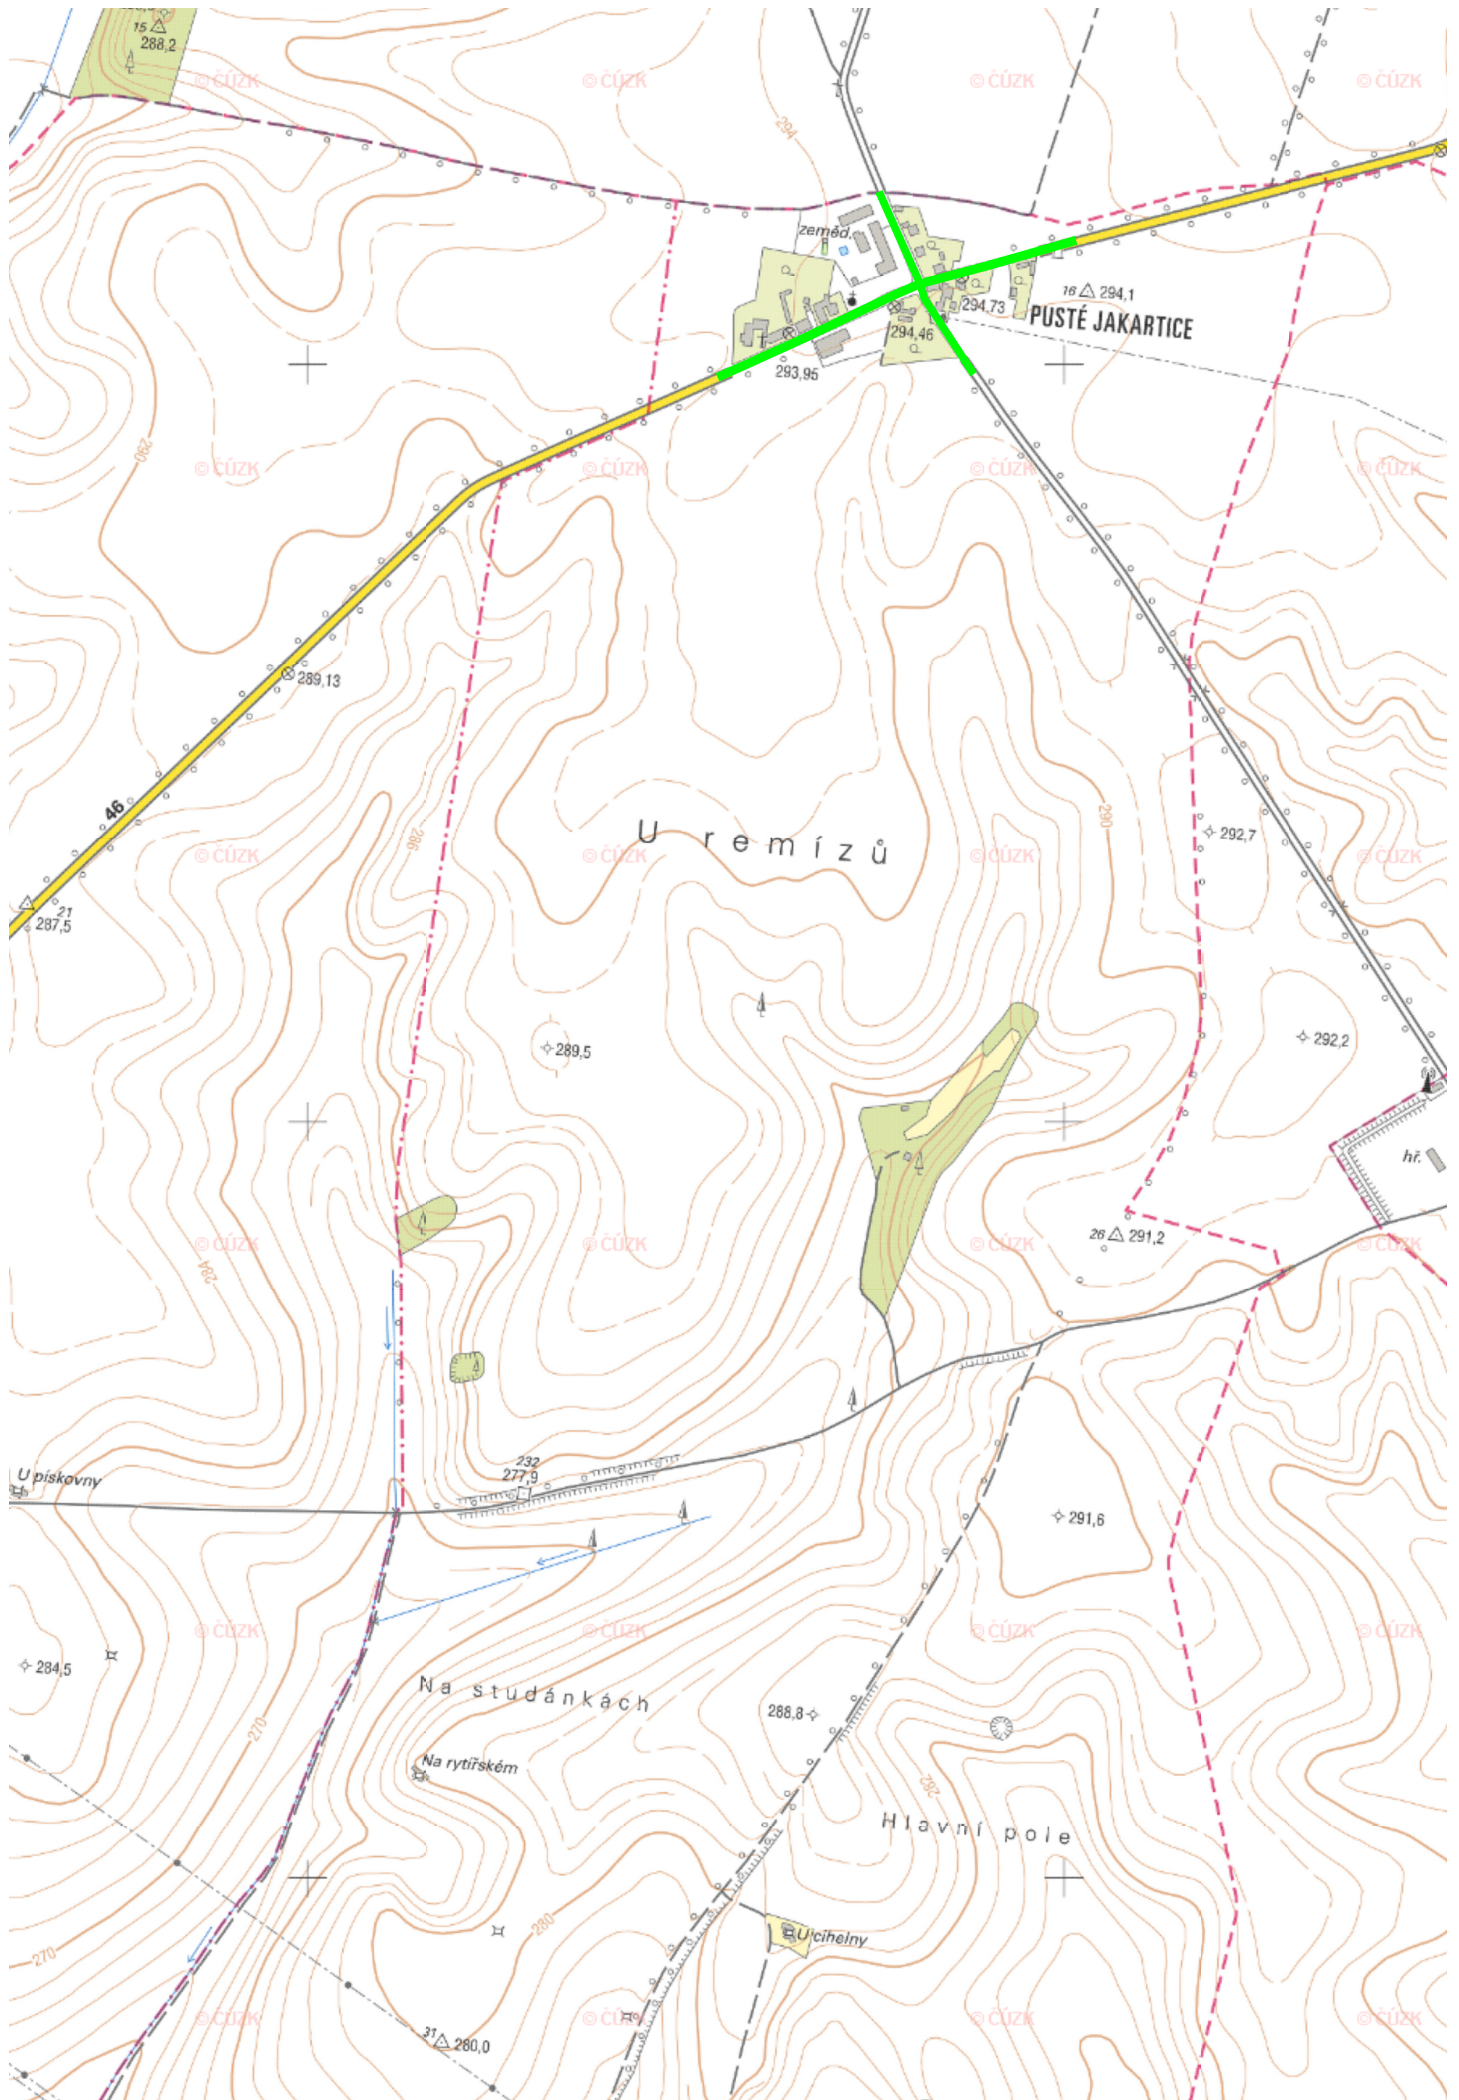 15
288,2
© ČÚZK
© ČÚZK
© ČÚZK
© ČÚZK
294
zeměd.
16 294,1
294,73
PUSTÉ JAKARTICE
294,46
293,95
290
© ČÚZK
© ČÚZK
© ČÚZK
© ČÚZK
289,13
46
286
U remízů
290
292,7
© ČÚZK
© ČÚZK
© ČÚZK
© ČÚZK
21
287,5
289,5
292,2
hř.
26 291,2
© ČÚZK
© ČÚZK
© ČÚZK
© ČÚZK
284
U pískovny
232
277,9
291,6
© ČÚZK
© ČÚZK
© ČÚZK
© ČÚZK
284,5
Na studánkách
288,8
270
Na rytířském
282
Hlavní pole
280
U cihelny
270
© ČÚZK
© ČÚZK
© ČÚZK
© ČÚZK
31 280,0